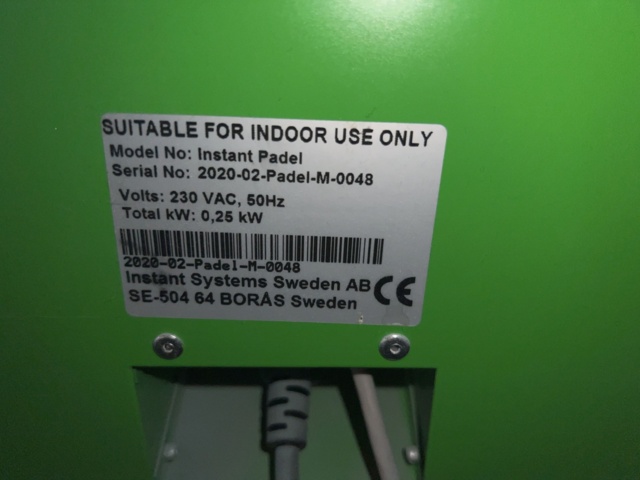 SUITABLE FOR INDOOR USE ONLY
Model No: Instant Padel
Serial No: 2020-02-Padel-M-0048
Volts: 230 VAC, 50Hz
Total kW: 0,25 kW
2020-02-Padel-M-0048
Instant Systems Sweden AB
SE-504 64 BORÅS Sweden
CE